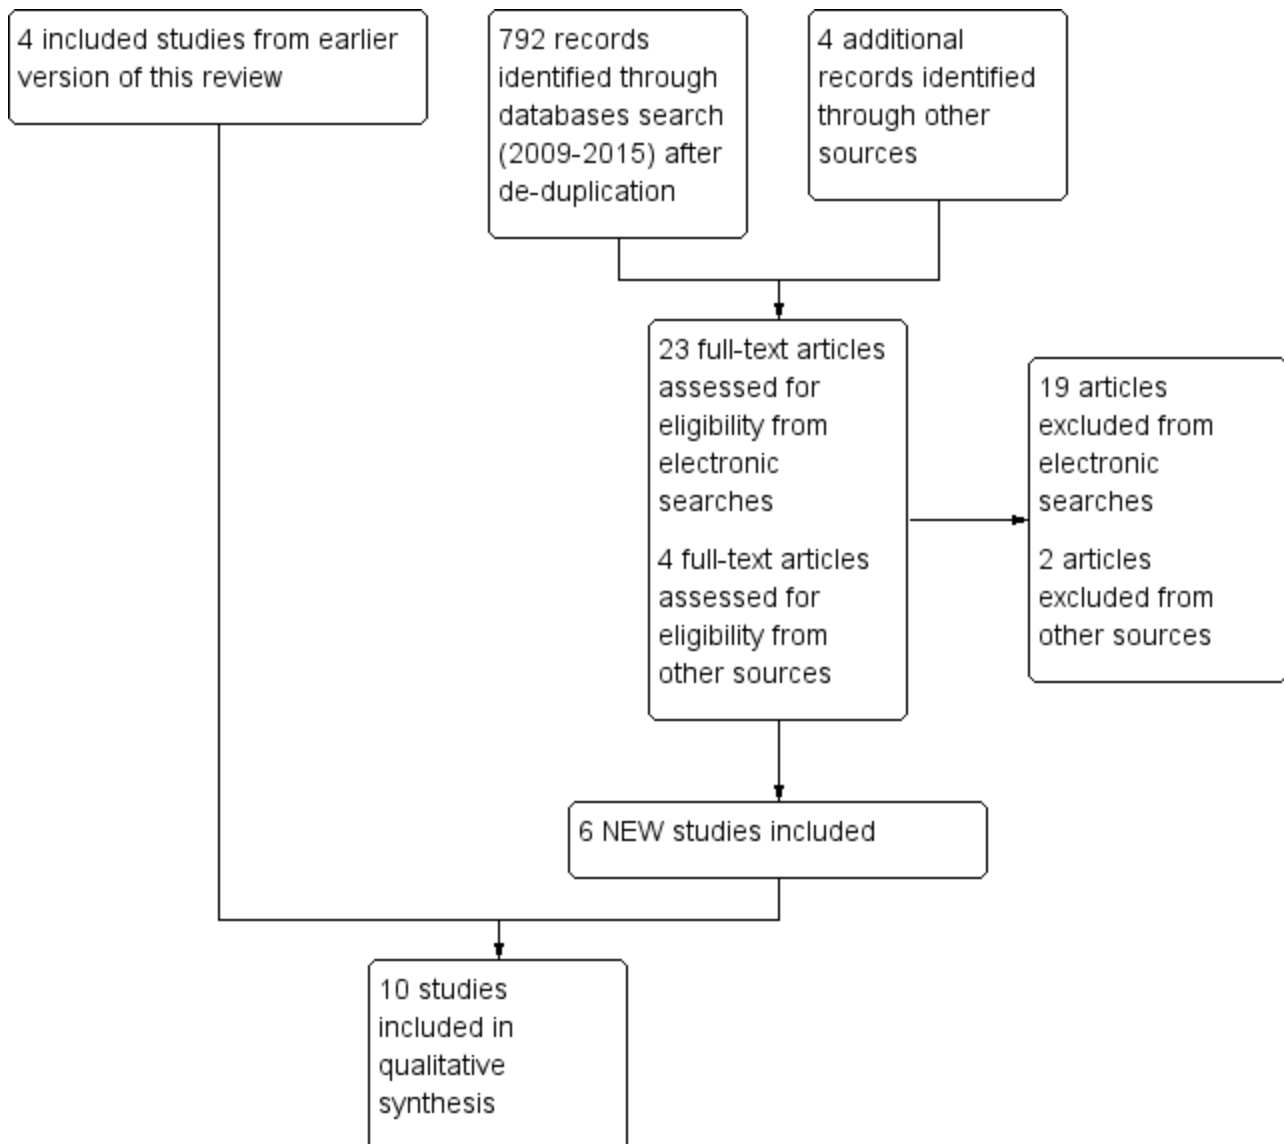 4 included studies from earlier
version of this review
792 records
identified through
databases search
(2009-2015) after
de-duplication
4 additional
records identified
through other
sources
23 full-text articles
assessed for
eligibility from
electronic
searches
4 full-text articles
assessed for
eligibility from
other sources
19 articles
excluded from
electronic
searches
2 articles
excluded from
other sources
6 NEW studies included
10 studies
included in
qualitative
synthesis